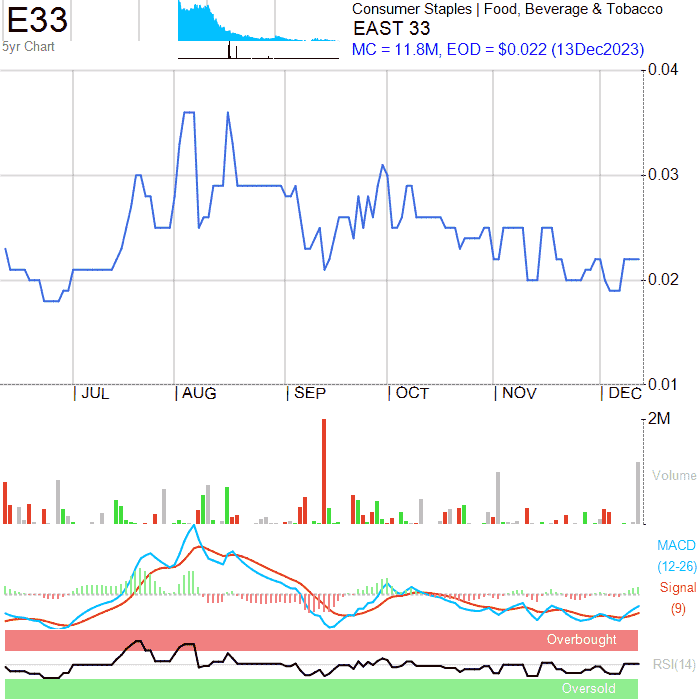 E33
5yr Chart
Consumer Staples | Food, Beverage & Tobacco
EAST 33
MC = 11.8M, EOD = $0.022 (13Dec2023)
0.04
0.03
0.02
0.01
| JUL | AUG | SEP | OCT | NOV | DEC
2M
Volume
MACD
(12-26)
Signal
(9)
Overbought
RSI(14)
Oversold